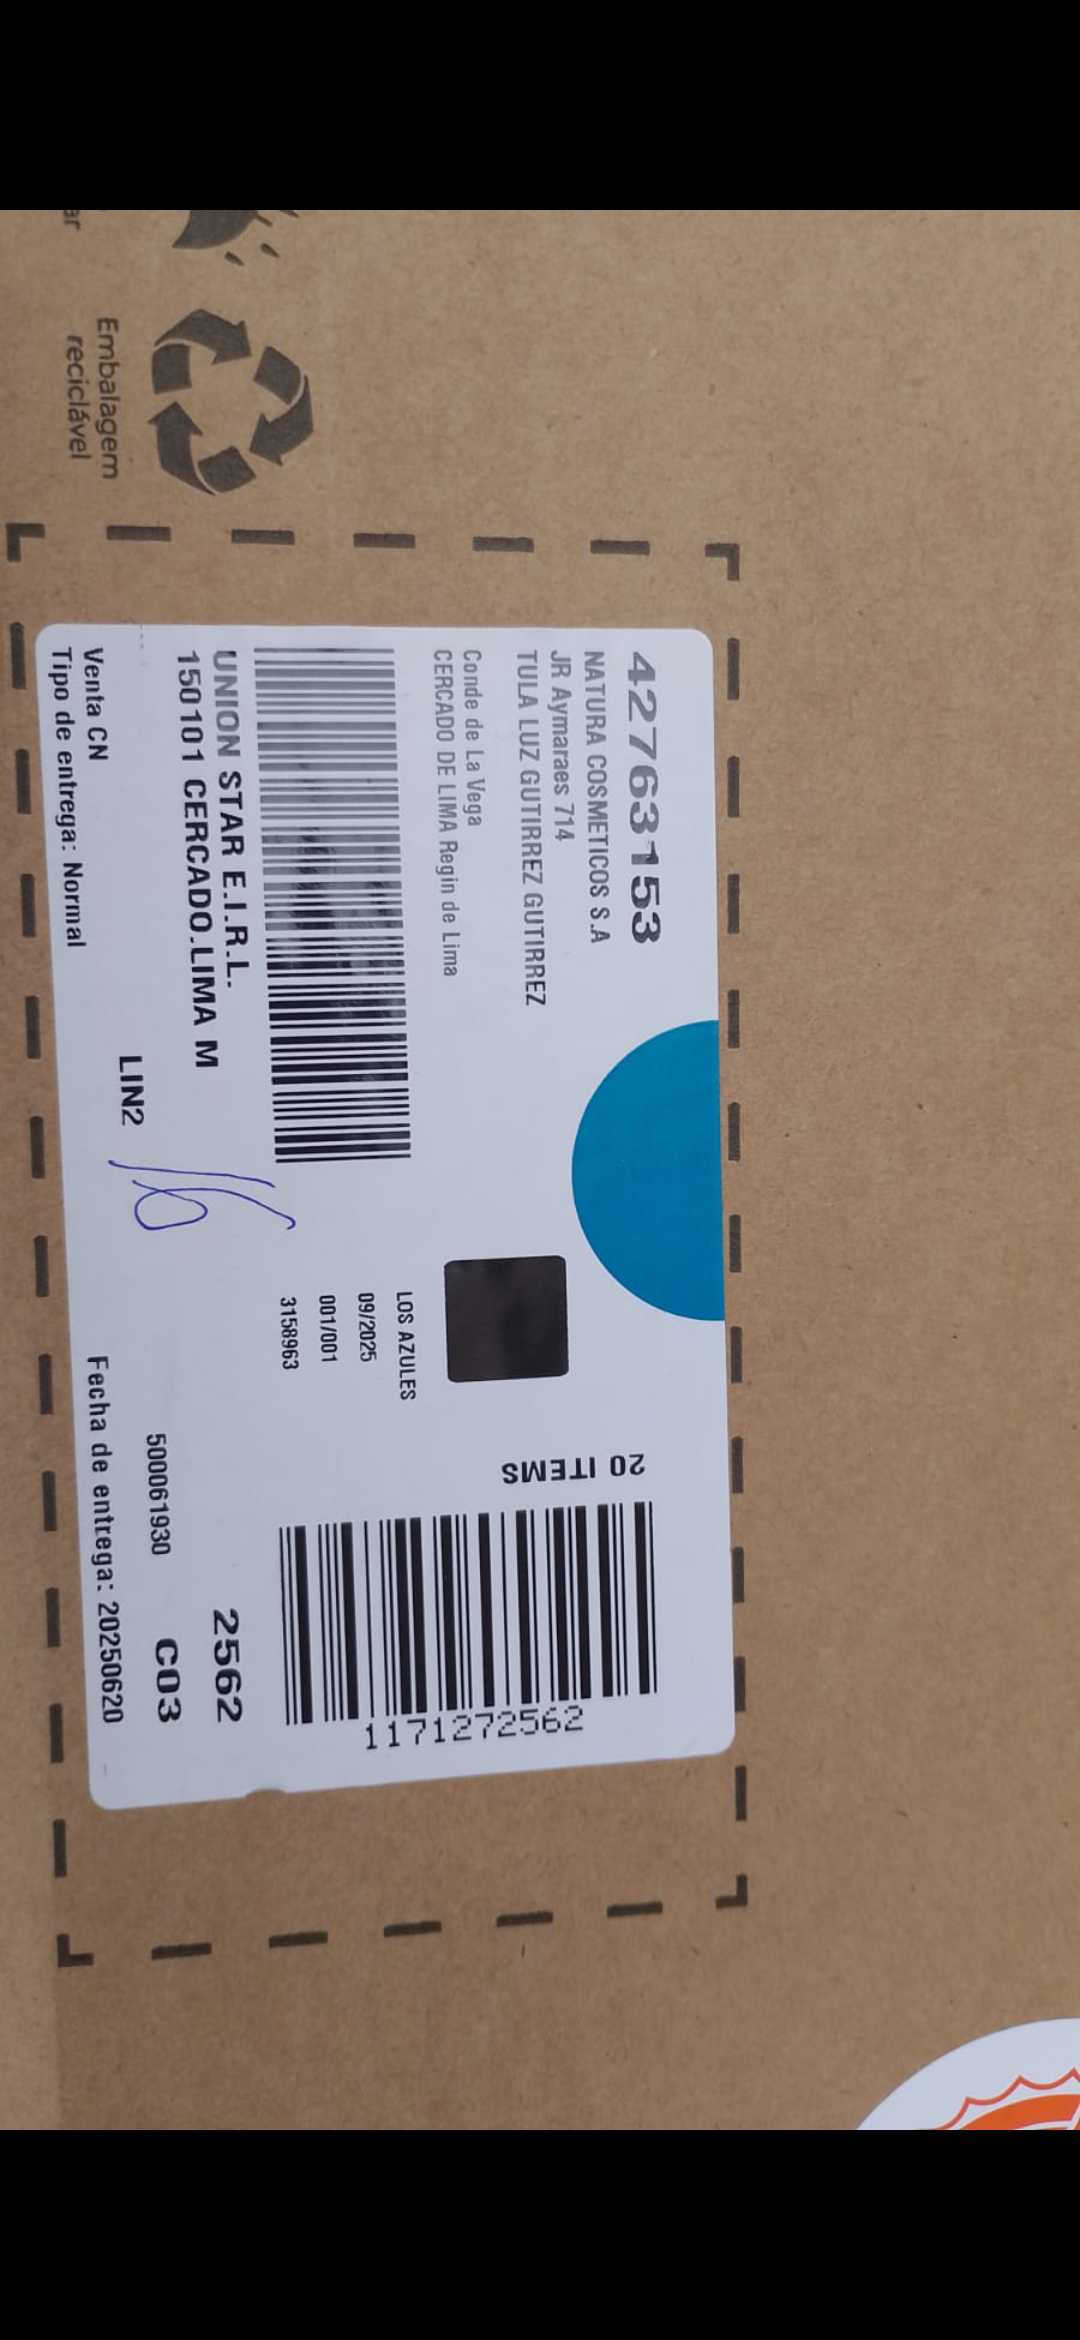 Embalagem
reciclável
42763153
NATURA COSMETICOS S.A
JR Aymaraes 714
TULA LUZ GUTIRREZ GUTIRREZ
Conde de La Vega
CERCADO DE LIMA Regin de Lima
UNION STAR E.I.R.L.
150101 CERCADO.LIMA M
LIN2
16
Venta CN
Tipo de entrega: Normal
20 ITEMS
1171272562
LOS AZULES
09/2025
001/001
3158963
2562
500061930 C03
Fecha de entrega: 20250620